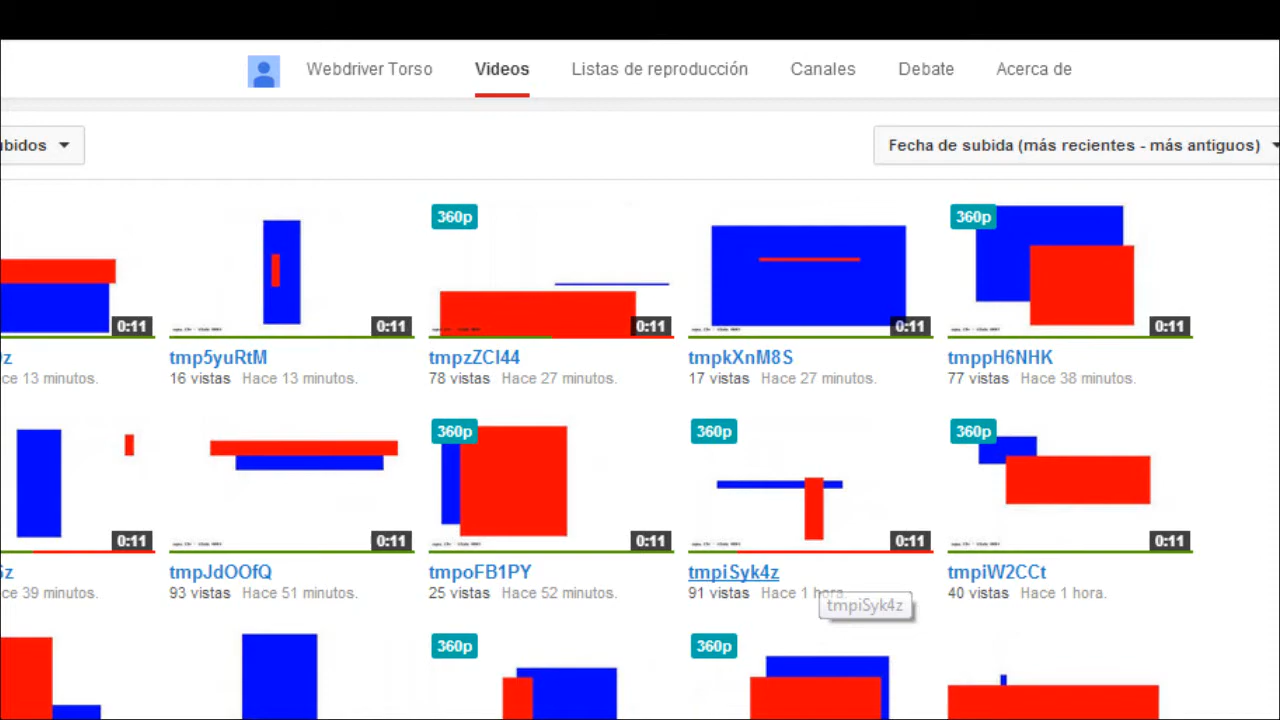 Webdriver Torso Videos Listas de reproducción Canales Debate Acerca de
ubidos Fecha de subida (más recientes - más antiguos)
360p 360p
0:11 0:11 0:11 0:11 0:11
z tmp5yuRtM tmpzZCI44 tmpkXnM8S tmppH6NHK
ce 13 minutos. 16 vistas Hace 13 minutos. 78 vistas Hace 27 minutos. 17 vistas Hace 27 minutos. 77 vistas Hace 38 minutos.
360p 360p 360p
0:11 0:11 0:11 0:11 0:11
z tmpJdOOfQ tmpoFB1PY tmpiSyk4z tmpiW2CCt
ce 39 minutos. 93 vistas Hace 51 minutos. 25 vistas Hace 52 minutos. 91 vistas Hace 1 hora. 40 vistas Hace 1 hora.
tmpiSyk4z
360p 360p